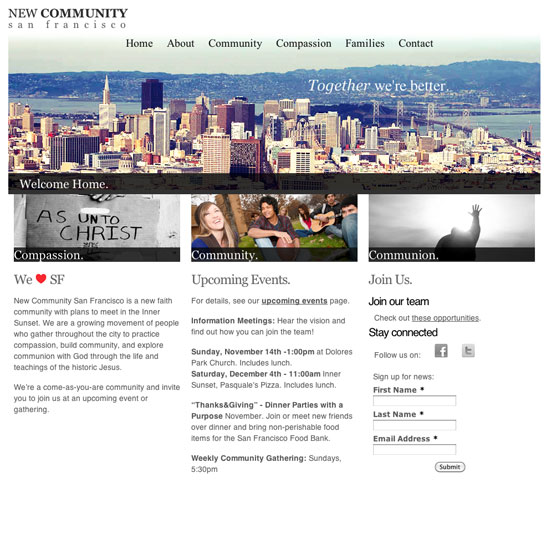 NEW COMMUNITY
san francisco
Home About Community Compassion Families Contact
Together we're better.
Welcome Home.
AS UNTO
CHRIST
Compassion.
Community.
Communion.
We ♥ SF
New Community San Francisco is a new faith
community with plans to meet in the Inner
Sunset. We are a growing movement of people
who gather throughout the city to practice
compassion, build community, and explore
communion with God through the life and
teachings of the historic Jesus.
We're a come-as-you-are community and invite
you to join us at an upcoming event or
gathering.
Upcoming Events.
For details, see our upcoming events page.
Information Meetings: Hear the vision and
find out how you can join the team!
Sunday, November 14th -1:00pm at Dolores
Park Church. Includes lunch.
Saturday, December 4th - 11:00am Inner
Sunset, Pasquale's Pizza. Includes lunch.
"Thanks&Giving" - Dinner Parties with a
Purpose November. Join or meet new friends
over dinner and bring non-perishable food
items for the San Francisco Food Bank.
Weekly Community Gathering: Sundays,
5:30pm
Join Us.
Join our team
Check out these opportunities.
Stay connected
Follow us on:
Sign up for news:
First Name *
Last Name *
Email Address *
Submit